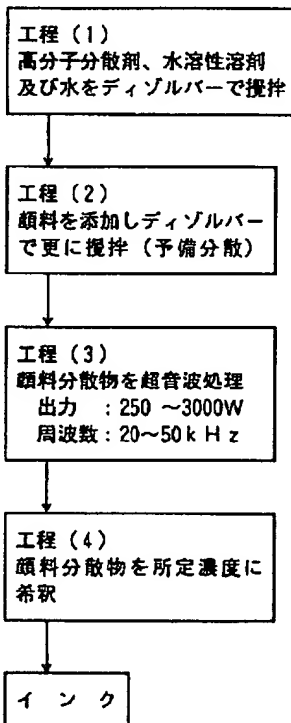 工程(1)
高分子分散剤、水溶性溶剤
及び水をディゾルバーで攪拌
工程(2)
顔料を添加しディゾルバー
で更に攪拌(予備分散)
工程(3)
顔料分散物を超音波処理
出力 :250 ~3000W
周波数:20~50kHz
工程(4)
顔料分散物を所定濃度に
希釈
インク